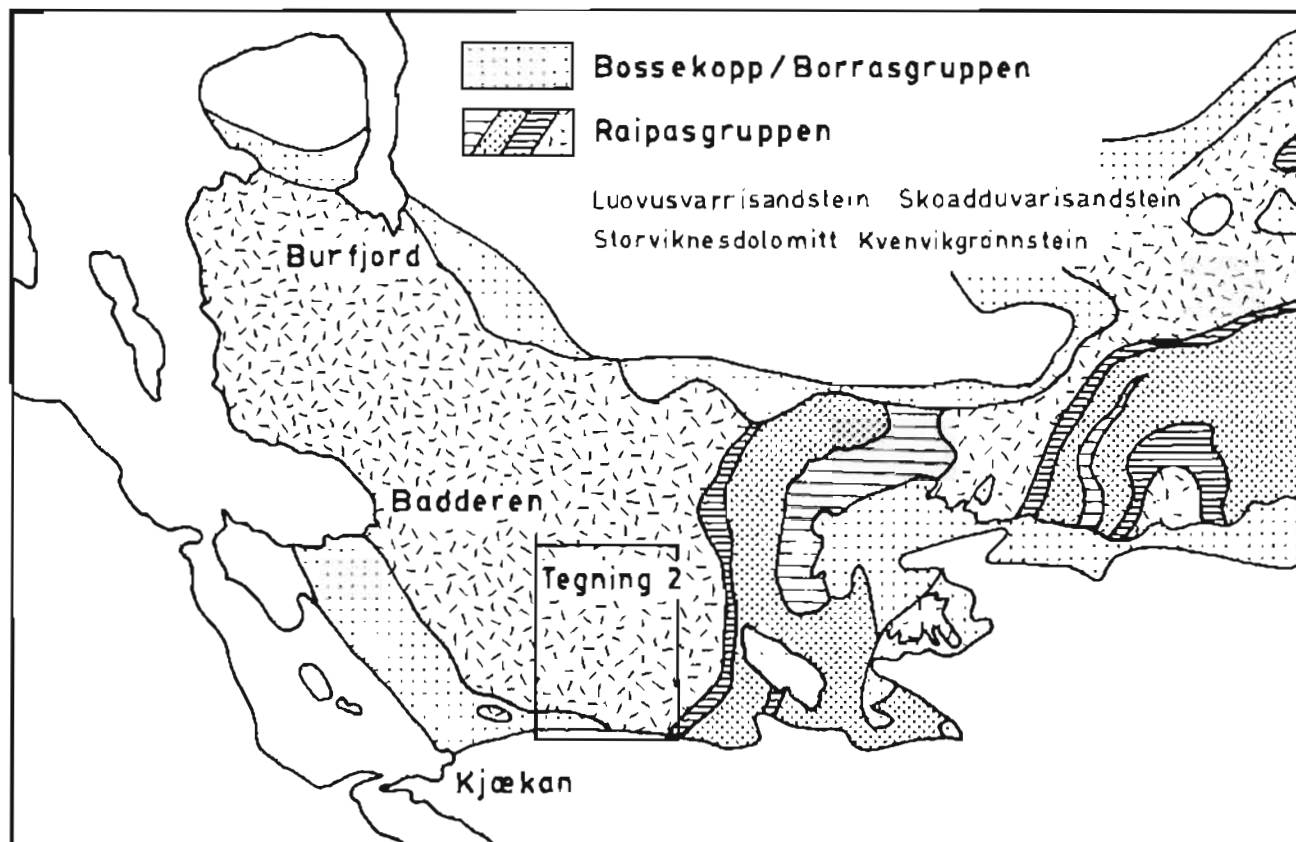 Bossekopp/Borrasgruppen
Raipasgruppen
Luovusvarrisandstein Skoadduvarisandstein
Storviknesdolomitt Kvenvikgrønnstein
Burfjord
Badderen
Tegning 2
Kjækan